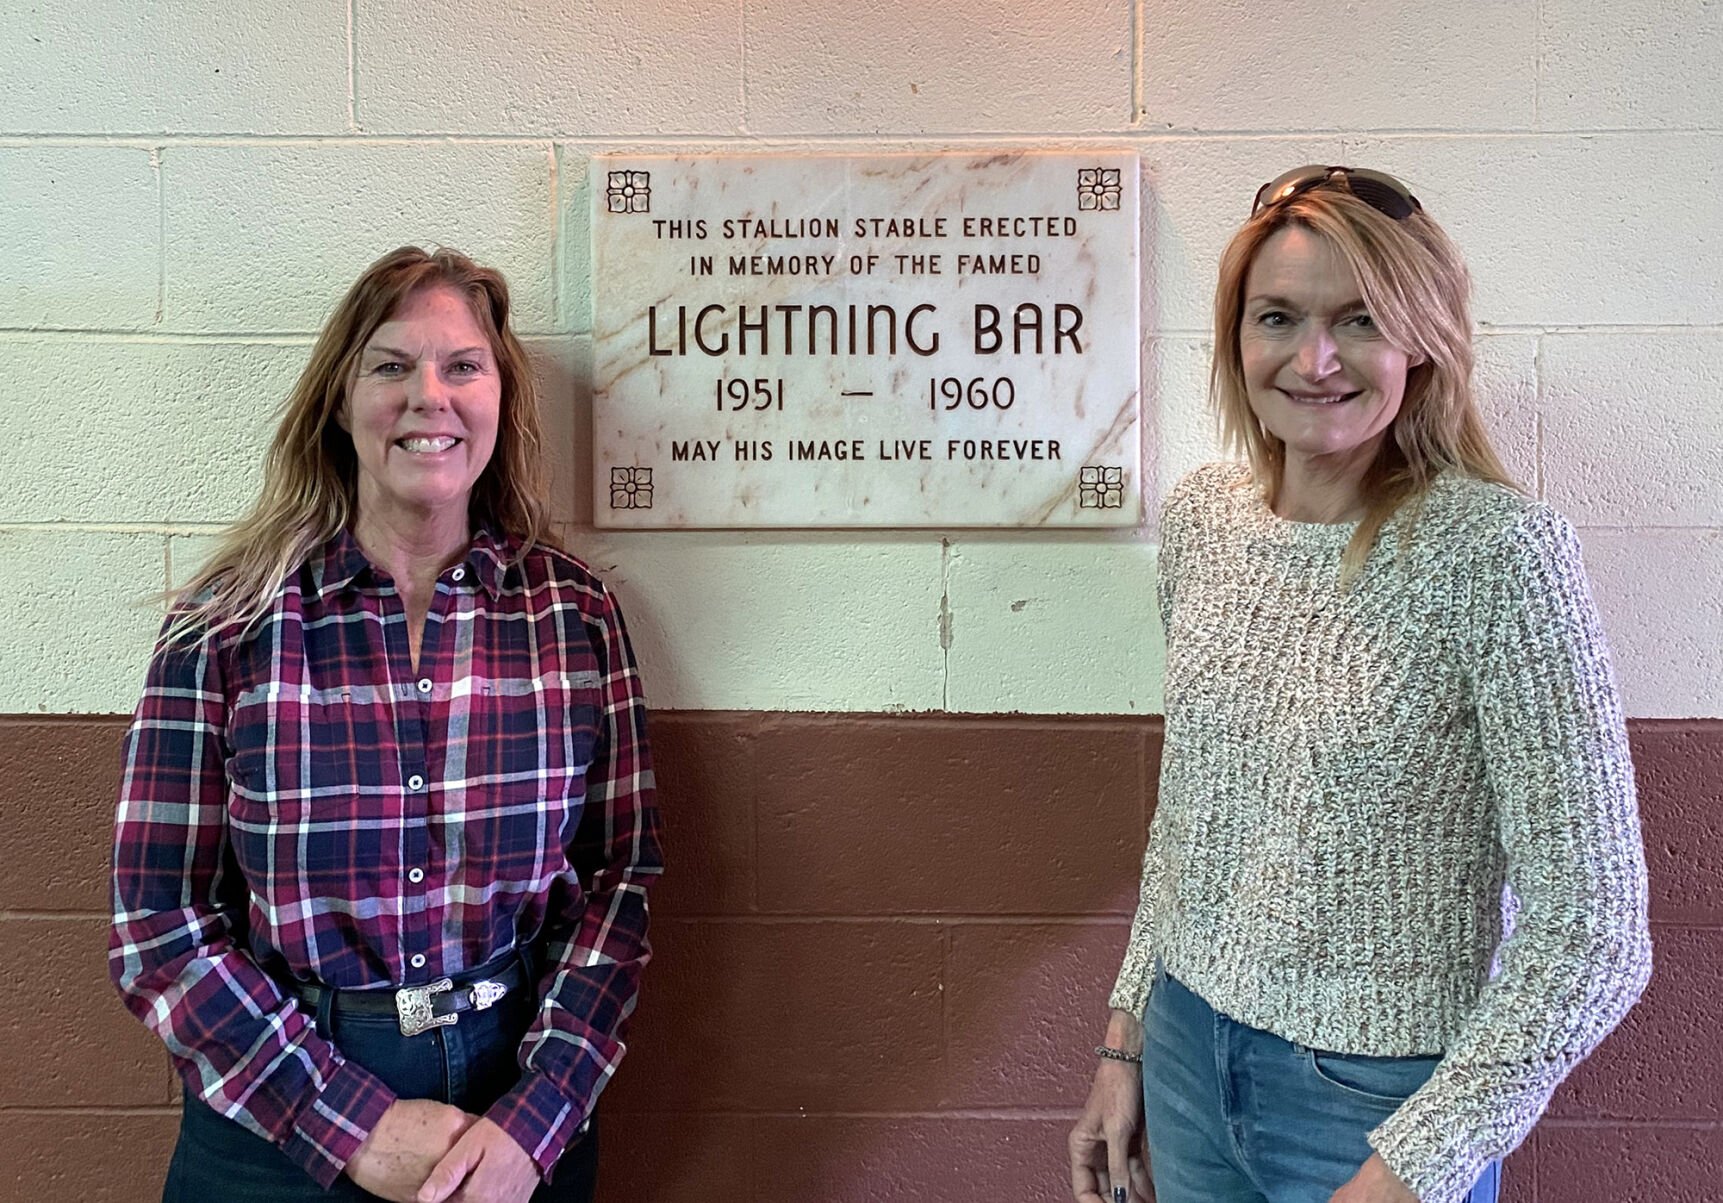 THIS STALLION STABLE ERECTED
IN MEMORY OF THE FAMED
LIGHTNING BAR
1951 — 1960
MAY HIS IMAGE LIVE FOREVER